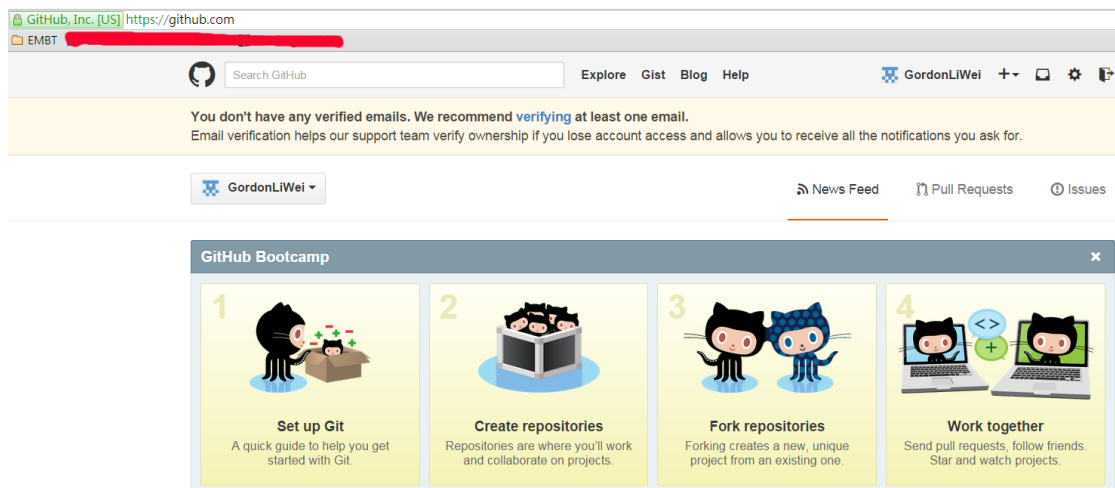 GitHub, Inc. [US] https://github.com
EMBT
Search GitHub Explore Gist Blog Help GordonLiWei
You don't have any verified emails. We recommend verifying at least one email.
Email verification helps our support team verify ownership if you lose account access and allows you to receive all the notifications you ask for.
GordonLiWei News Feed Pull Requests Issues
GitHub Bootcamp
1 2 3 4
Set up Git
A quick guide to help you get
started with Git.
Create repositories
Repositories are where you'll work
and collaborate on projects.
Fork repositories
Forking creates a new, unique
project from an existing one.
Work together
Send pull requests, follow friends.
Star and watch projects.